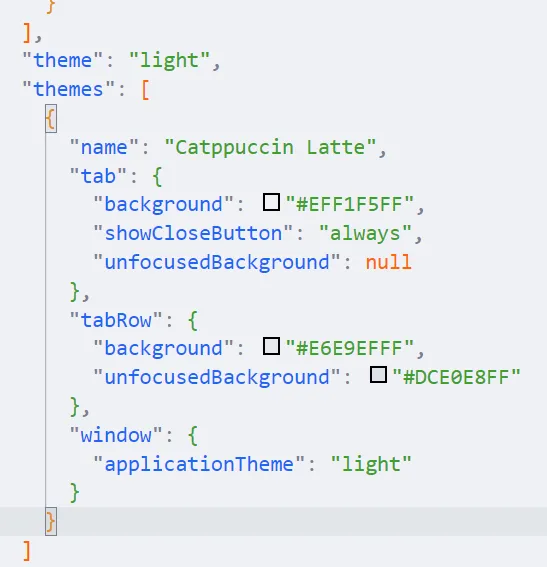 }
],
"theme": "light",
"themes": [
{
"name": "Catppuccin Latte",
"tab": {
"background": "#EFF1F5FF",
"showCloseButton": "always",
"unfocusedBackground": null
},
"tabRow": {
"background": "#E6E9EFFF",
"unfocusedBackground": "#DCE0E8FF"
},
"window": {
"applicationTheme": "light"
}
}
]